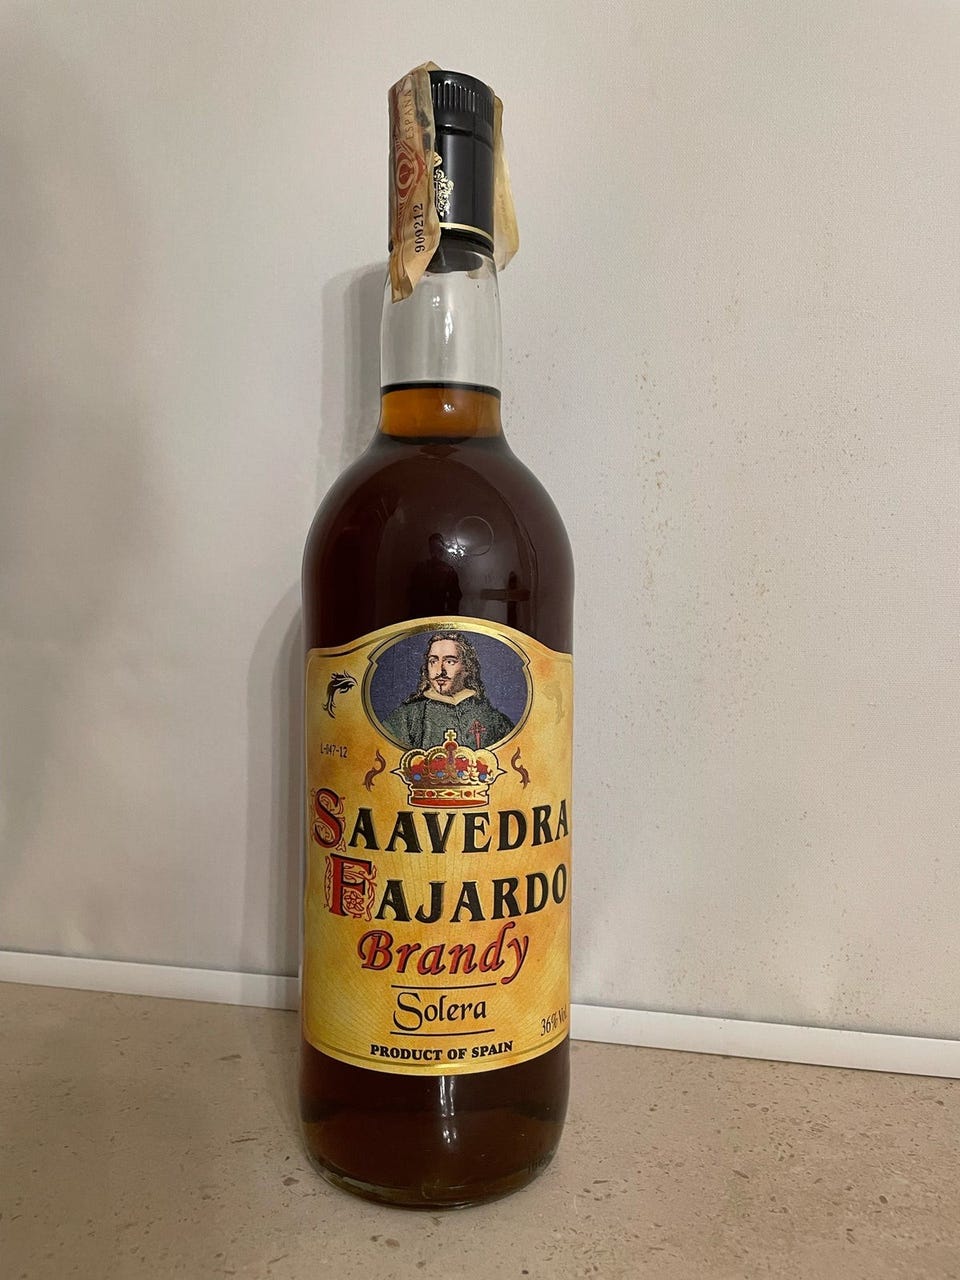 ESPAÑA
909212
L-047-12
SAAVEDRA
FAJARDO
Brandy
Solera
36% Vol.
PRODUCT OF SPAIN